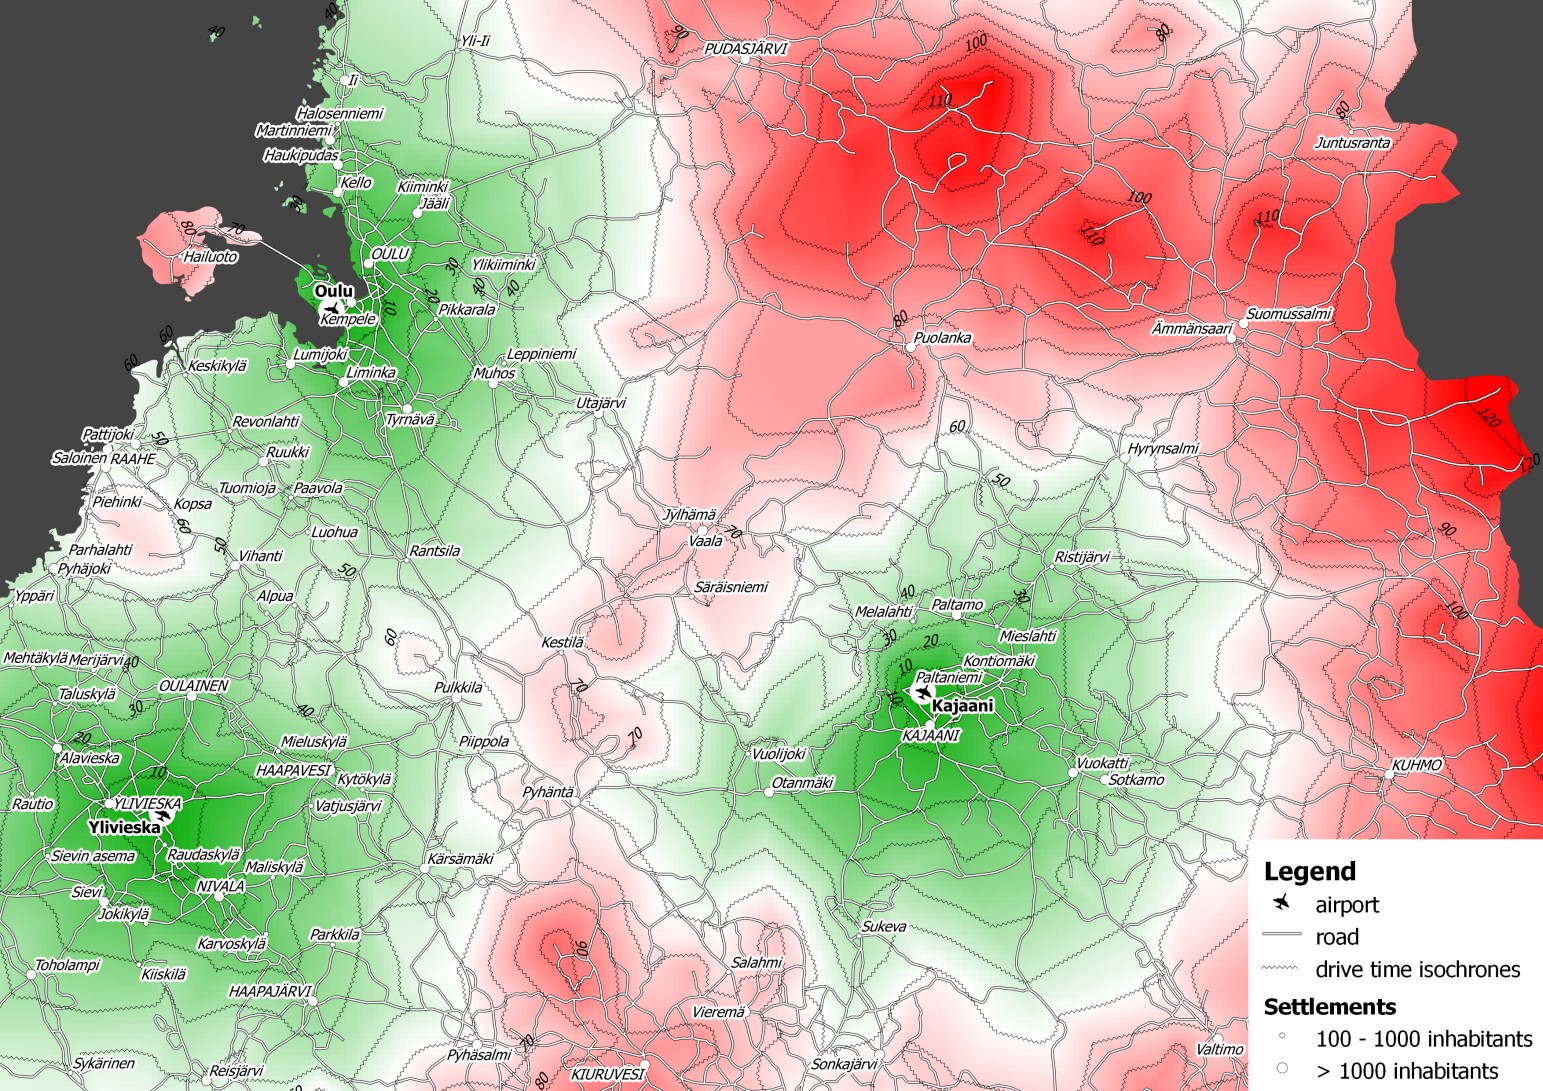 40
40
Yli-Ii
90
PUDASJÄRVI
100
80
Ii
110
80
Halosenniemi
Martinniemi
Juntusranta
Haukipudas
Kello
Kiiminki
Jääli
100
20
110
110
80
70
Hailuoto
OULU
30
Ylikiiminki
40
40
20
10
Oulu
Kempele
Pikkarala
80
Puolanka
Suomussalmi
Ämmänsaari
60
60
Keskikylä
Lumijoki
Liminka
Leppiniemi
Muhos
Utajärvi
Tyrnävä
Revonlahti
120
60
Pattijoki
50
Saloinen
RAAHE
Ruukki
Hyrynsalmi
120
Tuomioja
Paavola
50
Piehinki
Kopsa
60
Jylhämä
70
Vaala
90
Luohua
50
Parhalahti
Pyhäjoki
Vihanti
Rantsila
50
Ristijärvi
Säräisniemi
40
30
Yppäri
Alpua
Melalahti
Paltamo
60
Kestilä
30
20
Mieslahti
100
Mehtäkylä
Merijärvi
40
10
Kontiomäki
Paltaniemi
Taluskylä
OULAINEN
Pulkkila
70
10
Kajaani
30
40
KAJAANI
20
Alavieska
Mieluskylä
Piippola
70
Vuolijoki
Vuokatti
KUHMO
10
HAAPAVESI
Kytökylä
Otanmäki
Sotkamo
Rautio
YLIVIESKA
Vatjusjärvi
Pyhäntä
Ylivieska
Sievin asema
Raudaskylä
Maliskylä
Kärsämäki
Sievi
NIVALA
Jokikylä
Karvoskylä
Parkkila
90
Sukeva
Toholampi
Kiiskilä
Salahmi
HAAPAJÄRVI
Vieremä
70
Pyhäsalmi
Sykärinen
Reisjärvi
80
KIURUVESI
Sonkajärvi
Valtimo
Legend
airport
road
drive time isochrones
Settlements
100 - 1000 inhabitants
> 1000 inhabitants